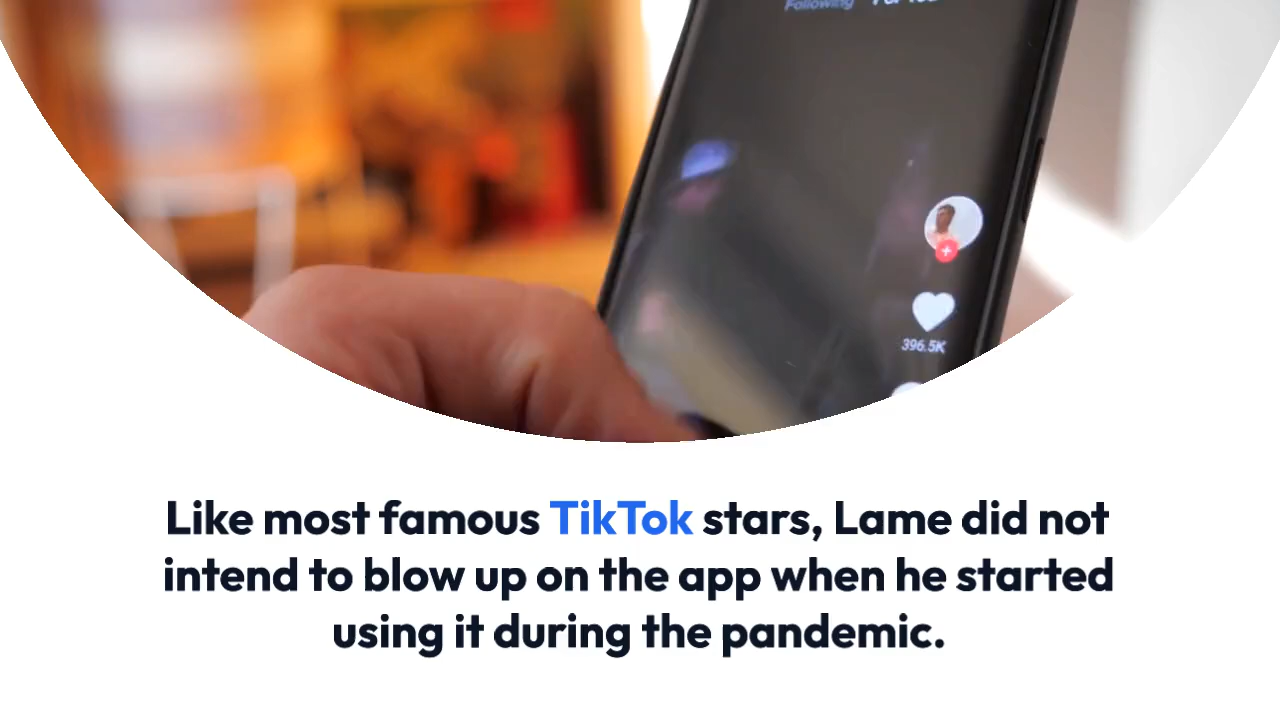 Following
396.5K
Like most famous TikTok stars, Lame did not
intend to blow up on the app when he started
using it during the pandemic.